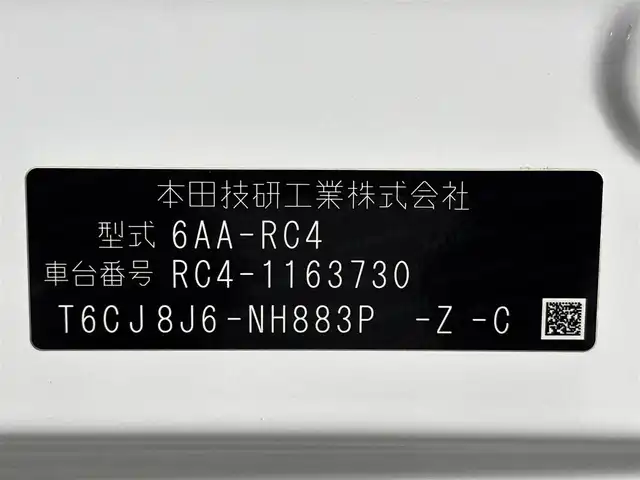 本田技研工業株式会社
型式 6AA-RC4
車台番号 RC4-1163730
T6CJ8J6-NH883P -Z -C